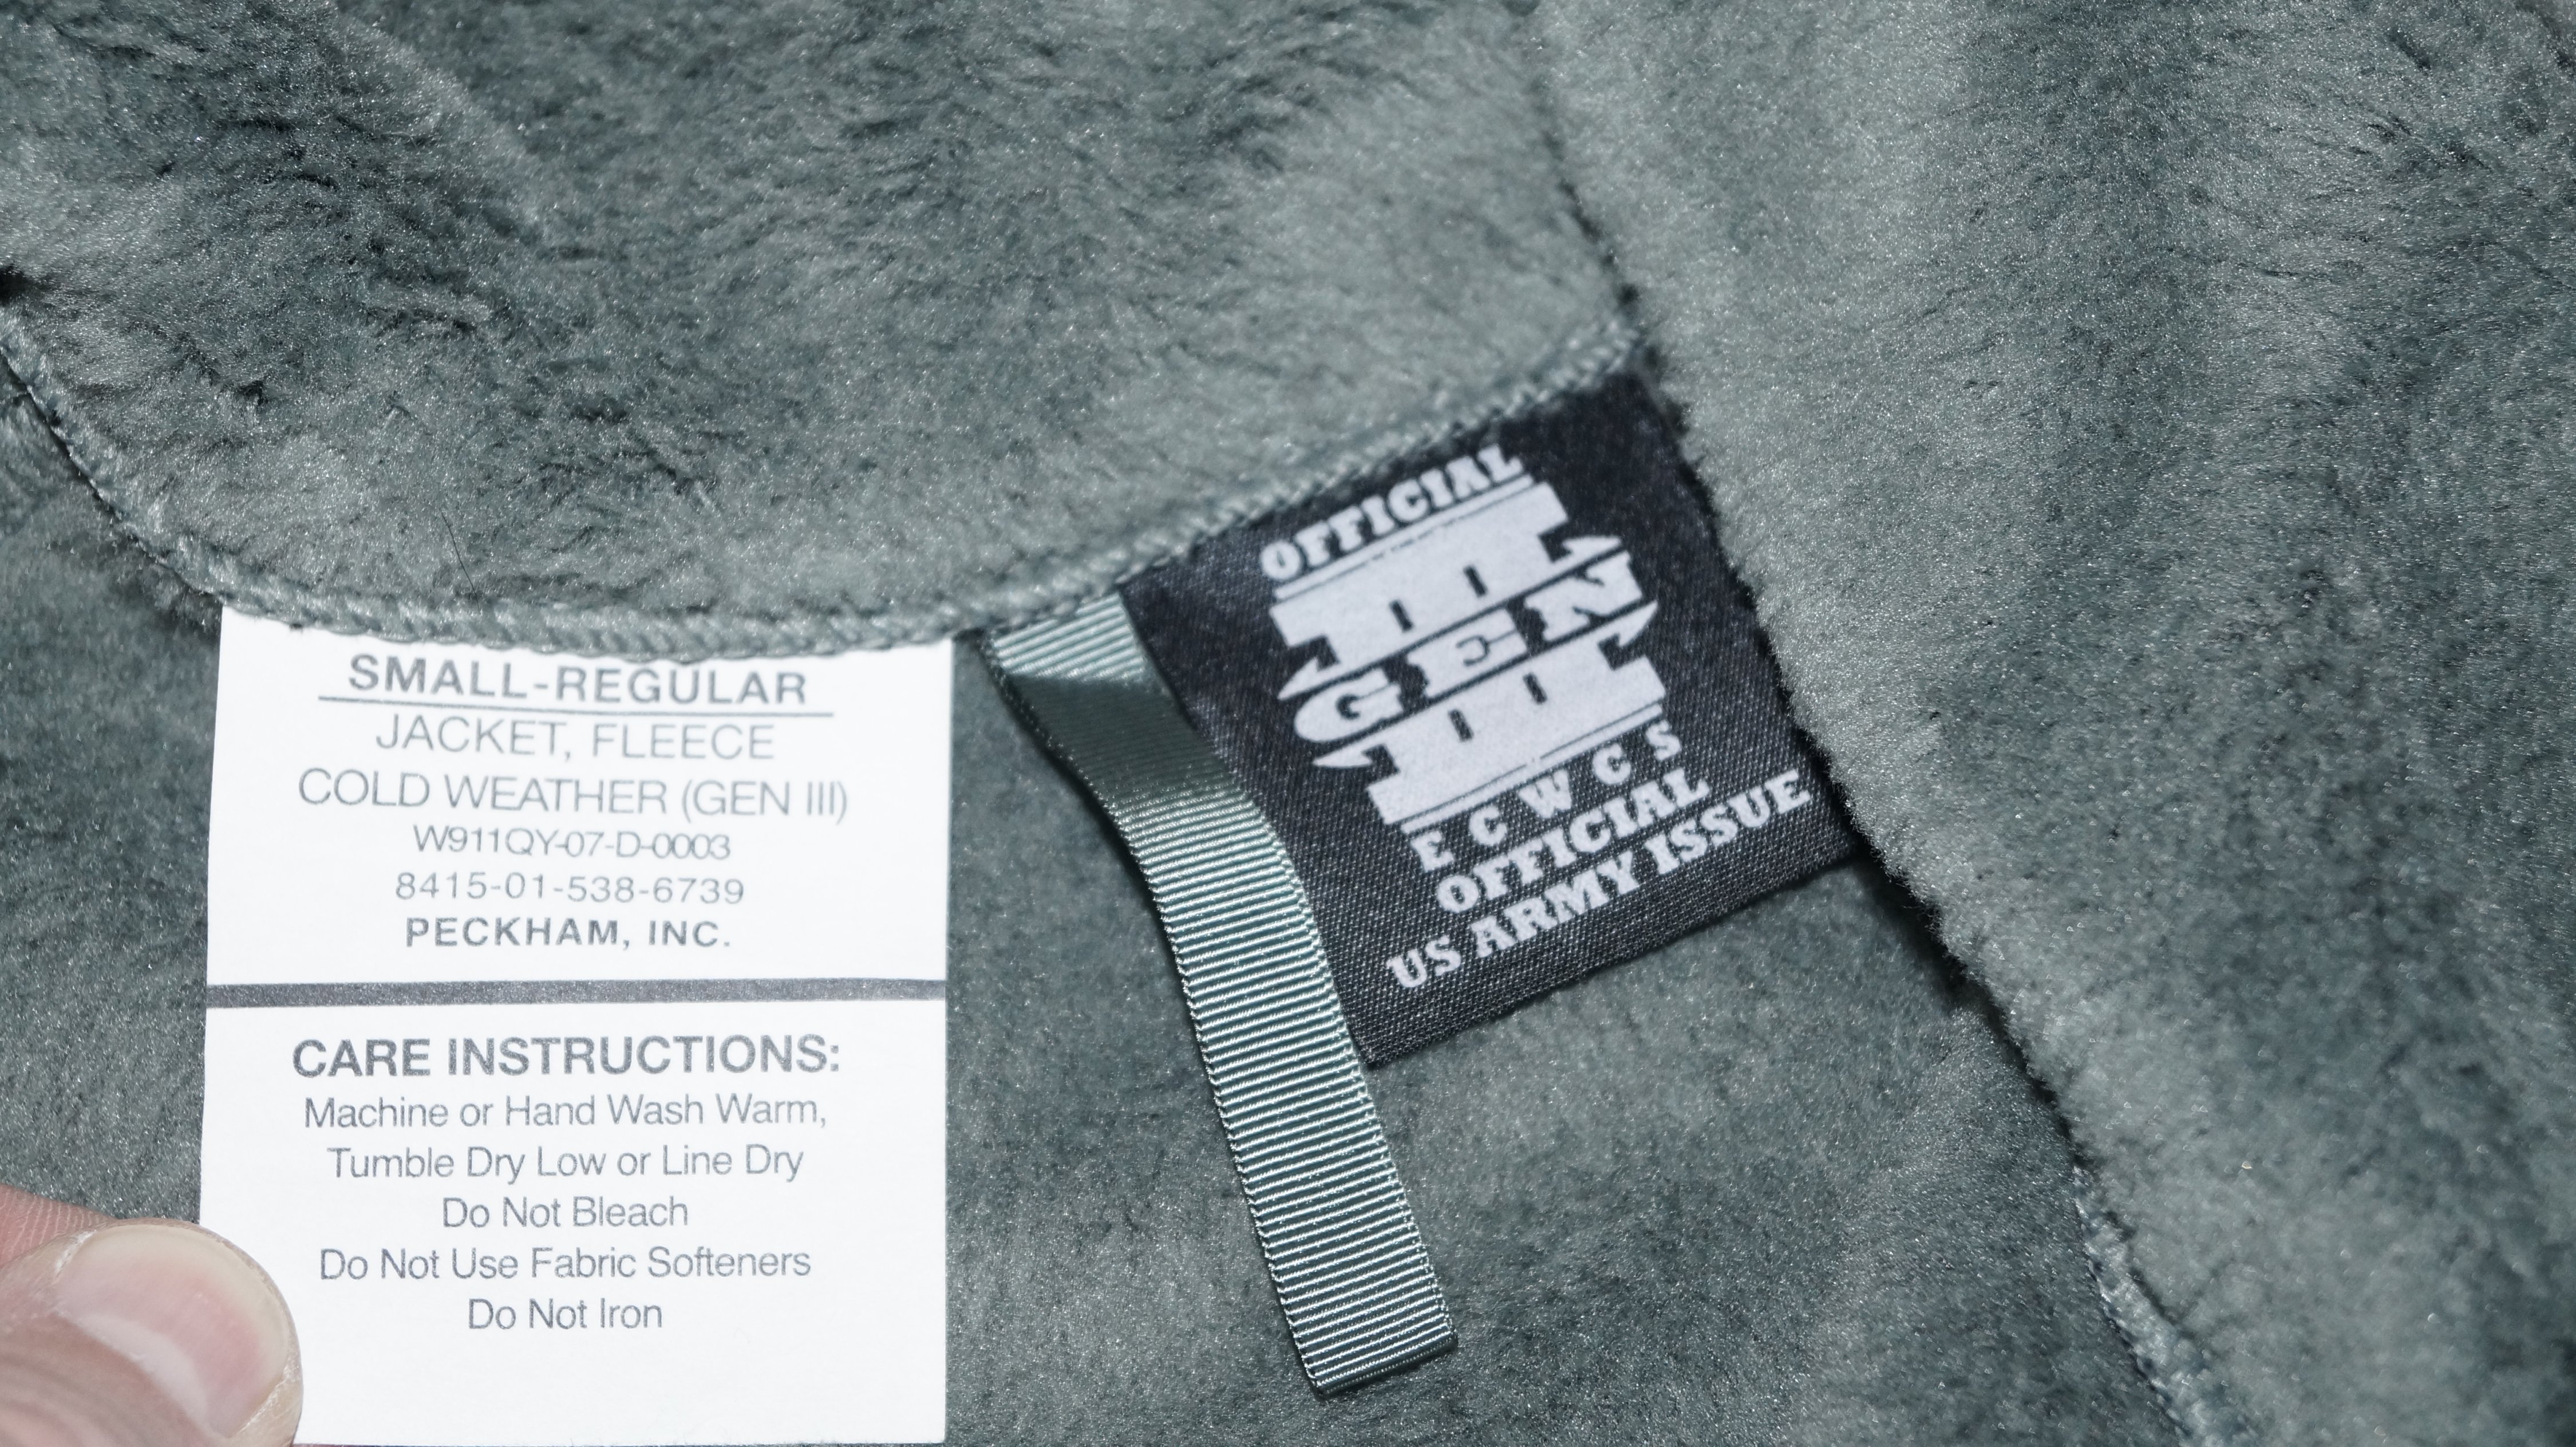 SMALL-REGULAR
JACKET, FLEECE
COLD WEATHER (GEN III)
W911QY-07-D-0003
8415-01-538-6739
PECKHAM, INC.
CARE INSTRUCTIONS:
Machine or Hand Wash Warm,
Tumble Dry Low or Line Dry
Do Not Bleach
Do Not Use Fabric Softeners
Do Not Iron
OFFICIAL
GEN
III
ECWCS
OFFICIAL
US ARMY ISSUE